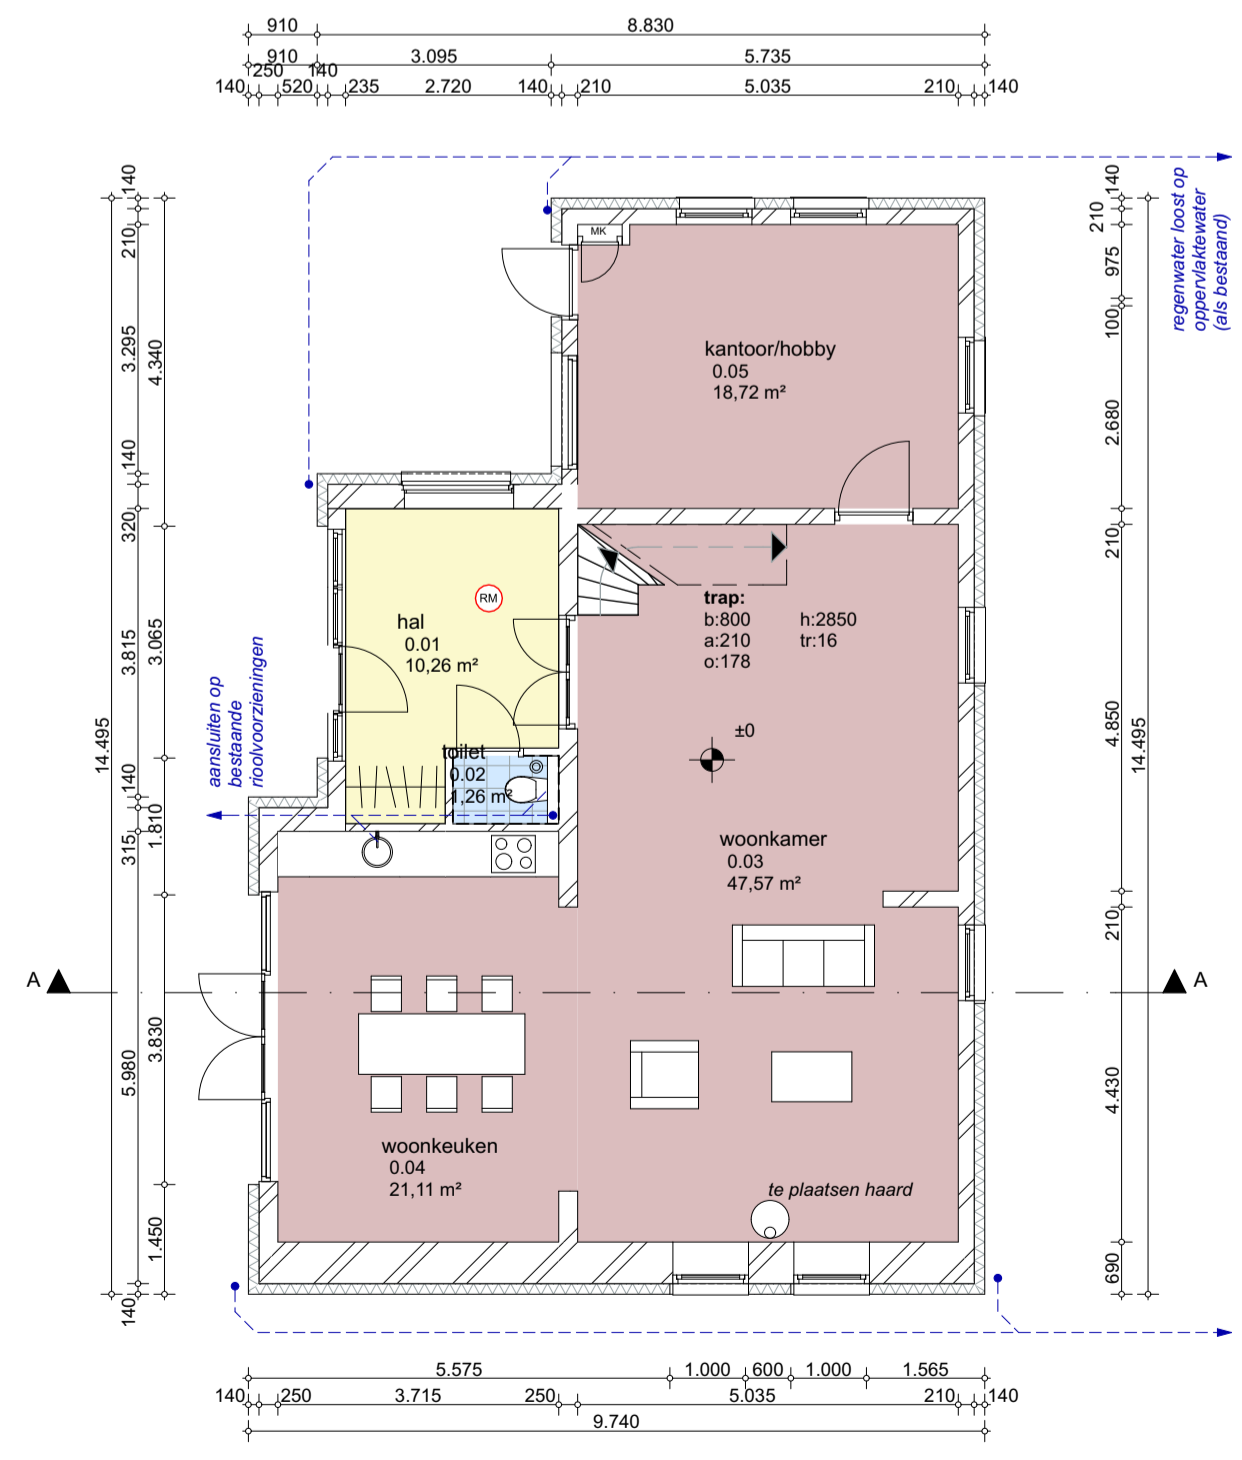 910
8.830
910
3.095
5.735
250
140
140
520
235
2.720
140
210
5.035
210
140
140
210
3.295
4.340
140
320
3.815
3.065
14.495
140
1.810
315
5.980
3.830
1.450
140
140
210
975
100
2.680
210
4.850
14.495
210
4.430
690
regenwater loost op
oppervlaktewater
(als bestaand)
MK
kantoor/hobby
0.05
18,72 m²
RM
hal
0.01
10,26 m²
trap:
b:800
h:2850
a:210
tr:16
o:178
aansluiten op
bestaande
rioolvoorzieningen
±0
toilet
0.02
1,26 m²
woonkamer
0.03
47,57 m²
A
A
woonkeuken
0.04
21,11 m²
te plaatsen haard
5.575
1.000
600
1.000
1.565
140
250
3.715
250
5.035
210
140
9.740